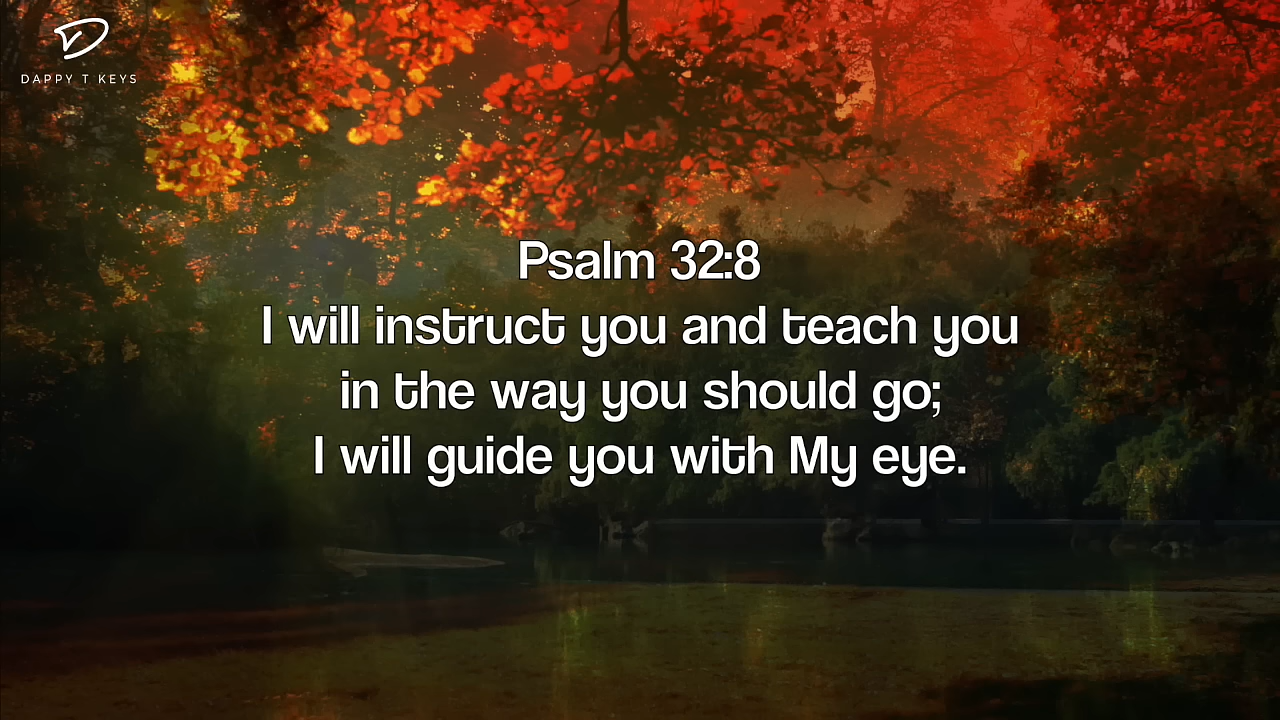 DAPPY T KEYS
Psalm 32:8
I will instruct you and teach you
in the way you should go;
I will guide you with My eye.